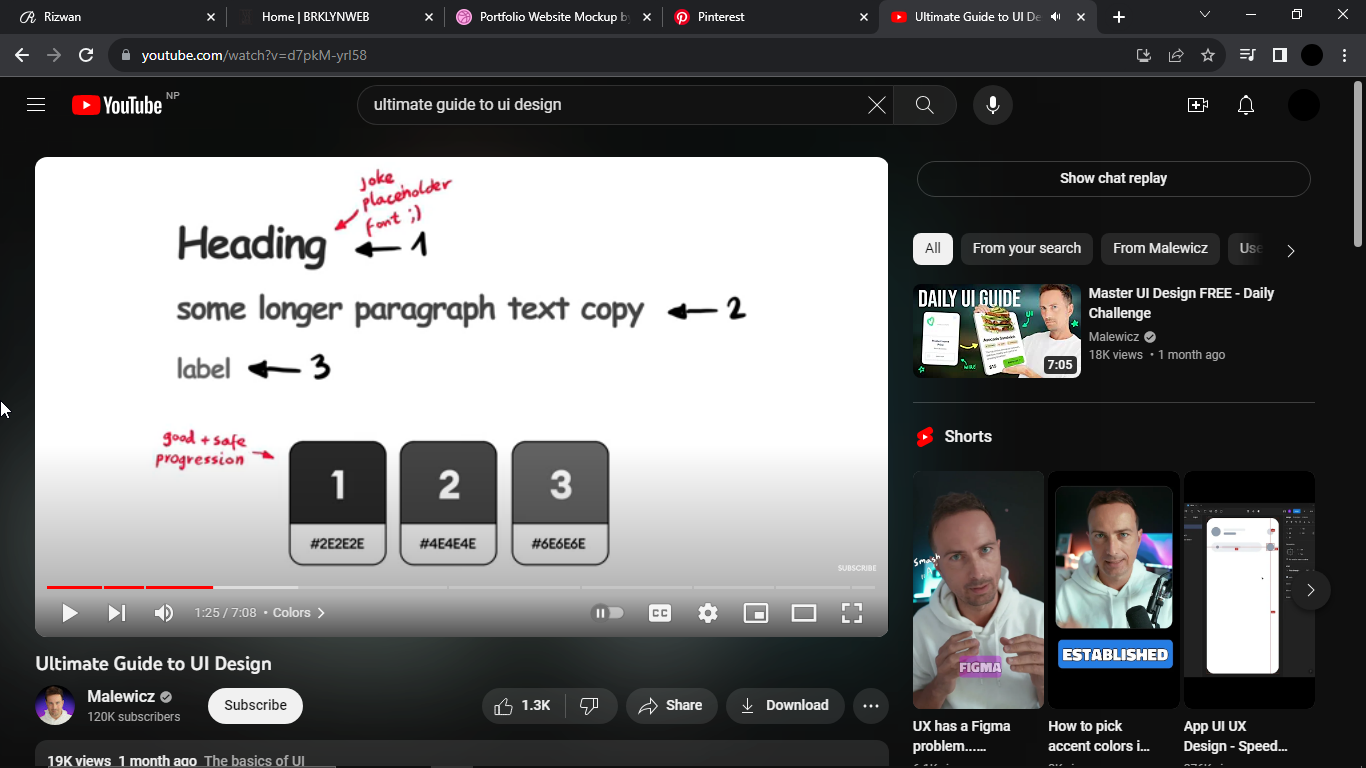 Rizwan
Home | BRKLYNWEB
Portfolio Website Mockup b
Pinterest
Ultimate Guide to UI De
youtube.com/watch?v=d7pkM-yrl58
YouTube NP
ultimate guide to ui design
joke
placeholder
font ;)
Heading 1
some longer paragraph text copy 2
label 3
good + safe
progression
1 2 3
#2E2E2E #4E4E4E #6E6E6E
SUBSCRIBE
1:25 / 7:08 • Colors
CC
Ultimate Guide to UI Design
Malewicz
120K subscribers
Subscribe
1.3K
Share
Download
19K views 1 month ago The basics of UI
Show chat replay
All
From your search
From Malewicz
Use
DAILY UI GUIDE
7:05
Master UI Design FREE - Daily
Challenge
Malewicz
18K views • 1 month ago
Shorts
Smash
FIGMA
ESTABLISHED
UX has a Figma
problem.....
How to pick
accent colors i...
App UI UX
Design - Speed...